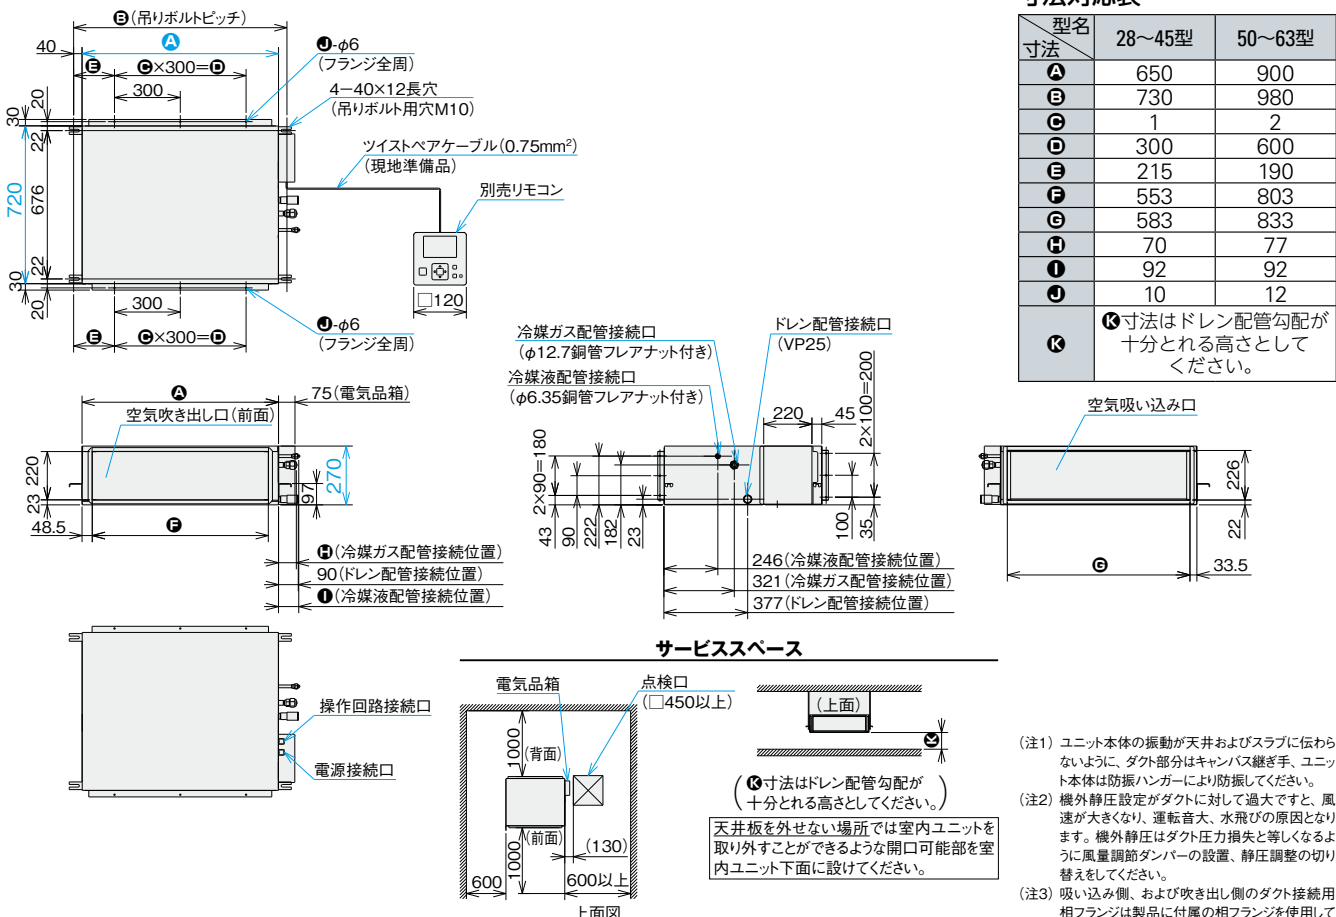 寸法対応表
Ⓑ(吊りボルトピッチ)
40
Ⓐ
Ⓔ
Ⓒ×300=Ⓓ
300
Ⓙ-φ6
(フランジ全周)
4−40×12長穴
(吊りボルト用穴M10)
ツイストペアケーブル(0.75mm²)
(現地準備品)
別売リモコン
□120
30
20
22
720
676
22
30
20
300
Ⓔ
Ⓒ×300=Ⓓ
Ⓙ-φ6
(フランジ全周)
型名
寸法
28〜45型
50〜63型
Ⓐ 650 900
Ⓑ 730 980
Ⓒ 1 2
Ⓓ 300 600
Ⓔ 215 190
Ⓕ 553 803
Ⓖ 583 833
Ⓗ 70 77
Ⓘ 92 92
Ⓙ 10 12
Ⓚ
Ⓚ寸法はドレン配管勾配が
十分とれる高さとして
ください。
Ⓐ
75(電気品箱)
空気吹き出し口(前面)
220
23
97
270
48.5
Ⓕ
Ⓗ(冷媒ガス配管接続位置)
90(ドレン配管接続位置)
Ⓘ(冷媒液配管接続位置)
冷媒ガス配管接続口
(φ12.7銅管フレアナット付き)
冷媒液配管接続口
(φ6.35銅管フレアナット付き)
ドレン配管接続口
(VP25)
220
45
2×100=200
2×90=180
43
90
222
182
23
100
35
246(冷媒液配管接続位置)
321(冷媒ガス配管接続位置)
377(ドレン配管接続位置)
空気吸い込み口
226
22
Ⓖ
33.5
操作回路接続口
電源接続口
サービススペース
電気品箱
点検口
(□450以上)
1000
(背面)
(前面)
1000
(130)
600
600以上
上面図
(上面)
Ⓚ
(Ⓚ寸法はドレン配管勾配が
十分とれる高さとしてください。)
天井板を外せない場所では室内ユニットを
取り外すことができるような開口可能部を室
内ユニット下面に設けてください。
(注1) ユニット本体の振動が天井およびスラブに伝わら
ないように、ダクト部分はキャンバス継ぎ手、ユニッ
ト本体は防振ハンガーにより防振してください。
(注2) 機外静圧設定がダクトに対して過大ですと、風
速が大きくなり、運転音大、水飛びの原因となり
ます。機外静圧はダクト圧力損失と等しくなるよ
うに風量調節ダンパーの設置、静圧調整の切り
替えをしてください。
(注3) 吸い込み側、および吹き出し側のダクト接続用
相フランジは製品に付属の相フランジを使用して